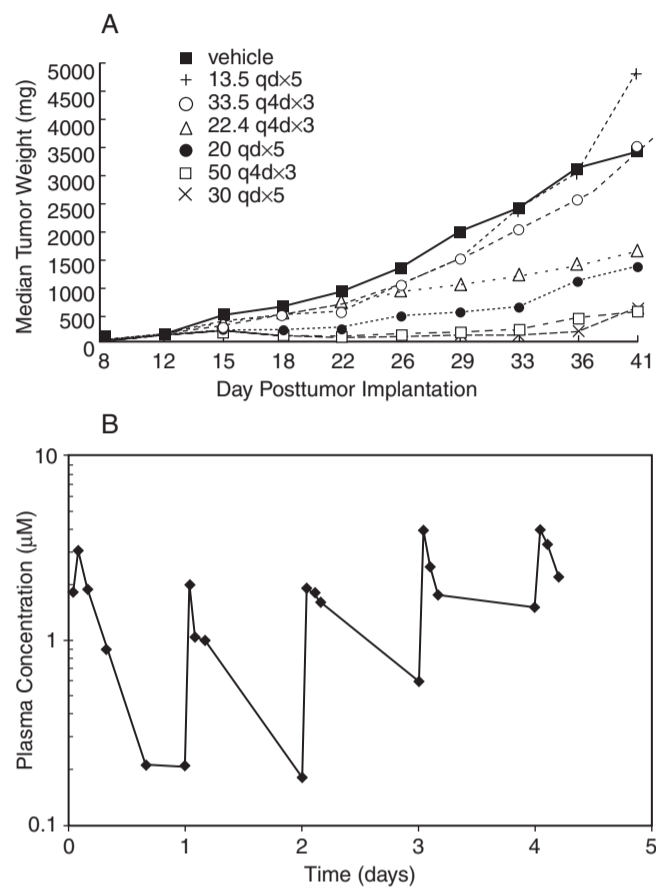 A
vehicle
13.5 qd×5
33.5 q4d×3
22.4 q4d×3
20 qd×5
50 q4d×3
30 qd×5
Median Tumor Weight (mg)
5000
4500
4000
3500
3000
2500
2000
1500
1000
500
0
8 12 15 18 22 26 29 33 36 41
Day Posttumor Implantation
B
Plasma Concentration (μM)
10
1
0.1
0 1 2 3 4 5
Time (days)